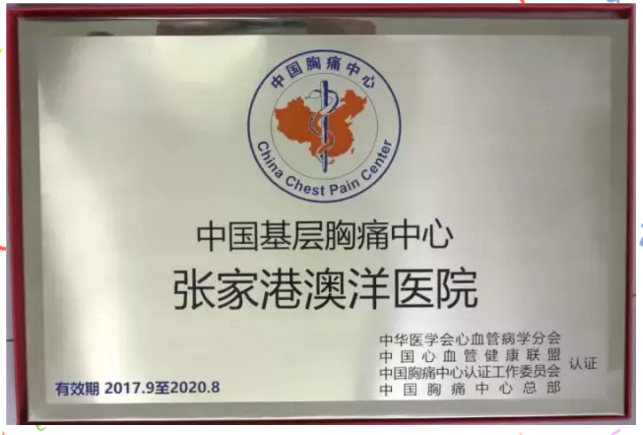 中国胸痛中心
China Chest Pain Center
中国基层胸痛中心
张家港澳洋医院
中华医学会心血管病学分会
中国心血管健康联盟
中国胸痛中心认证工作委员会
中国胸痛中心总部
认证
有效期 2017.9至2020.8